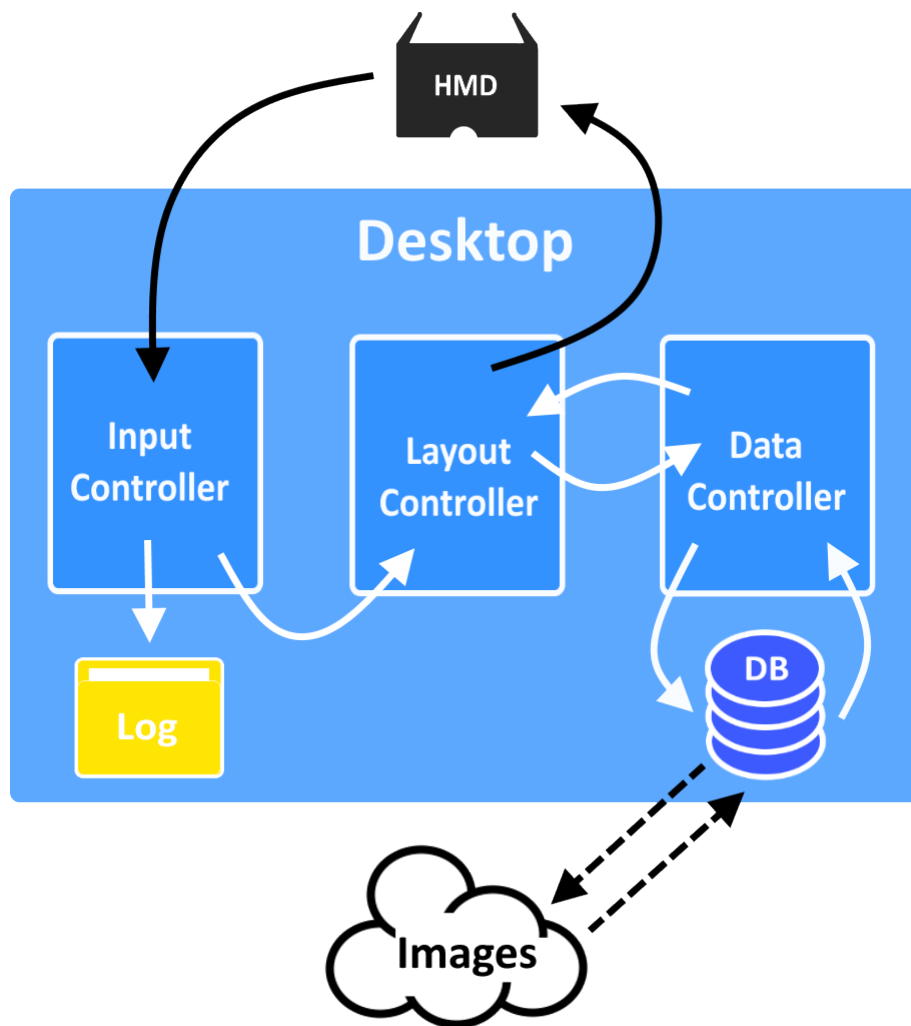 HMD
Desktop
Input
Controller
Layout
Controller
Data
Controller
Log
DB
Images